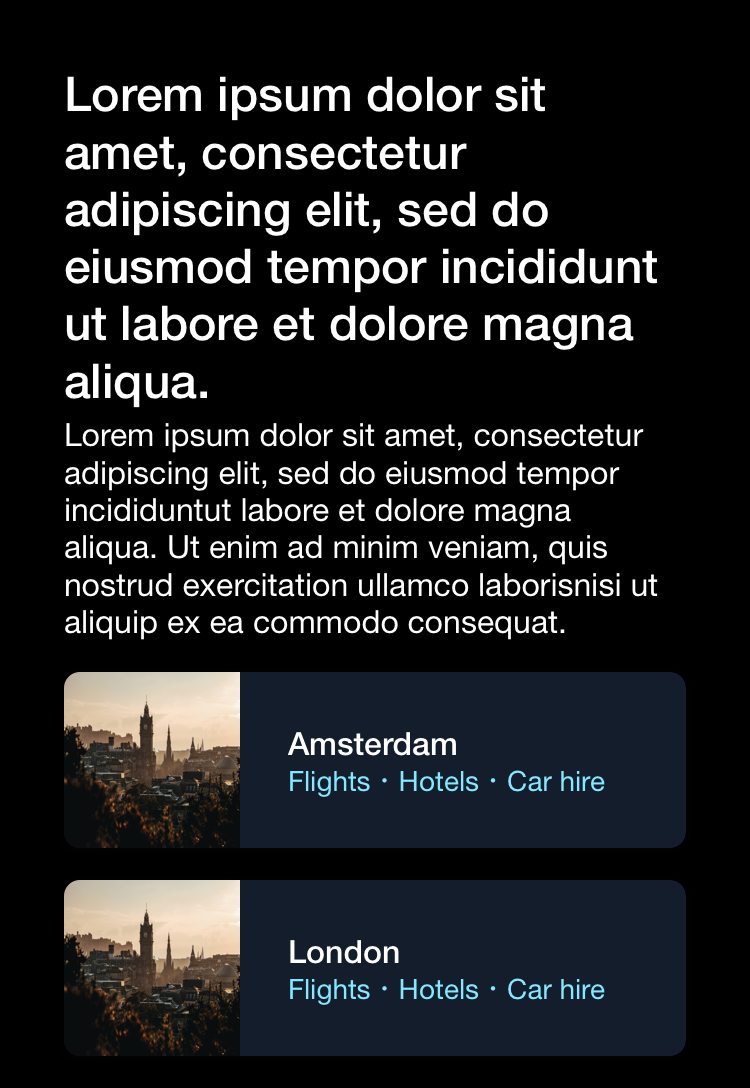 Lorem ipsum dolor sit
amet, consectetur
adipiscing elit, sed do
eiusmod tempor incididunt
ut labore et dolore magna
aliqua.
Lorem ipsum dolor sit amet, consectetur
adipiscing elit, sed do eiusmod tempor
incididuntut labore et dolore magna
aliqua. Ut enim ad minim veniam, quis
nostrud exercitation ullamco laborisnisi ut
aliquip ex ea commodo consequat.
Amsterdam
Flights · Hotels · Car hire
London
Flights · Hotels · Car hire